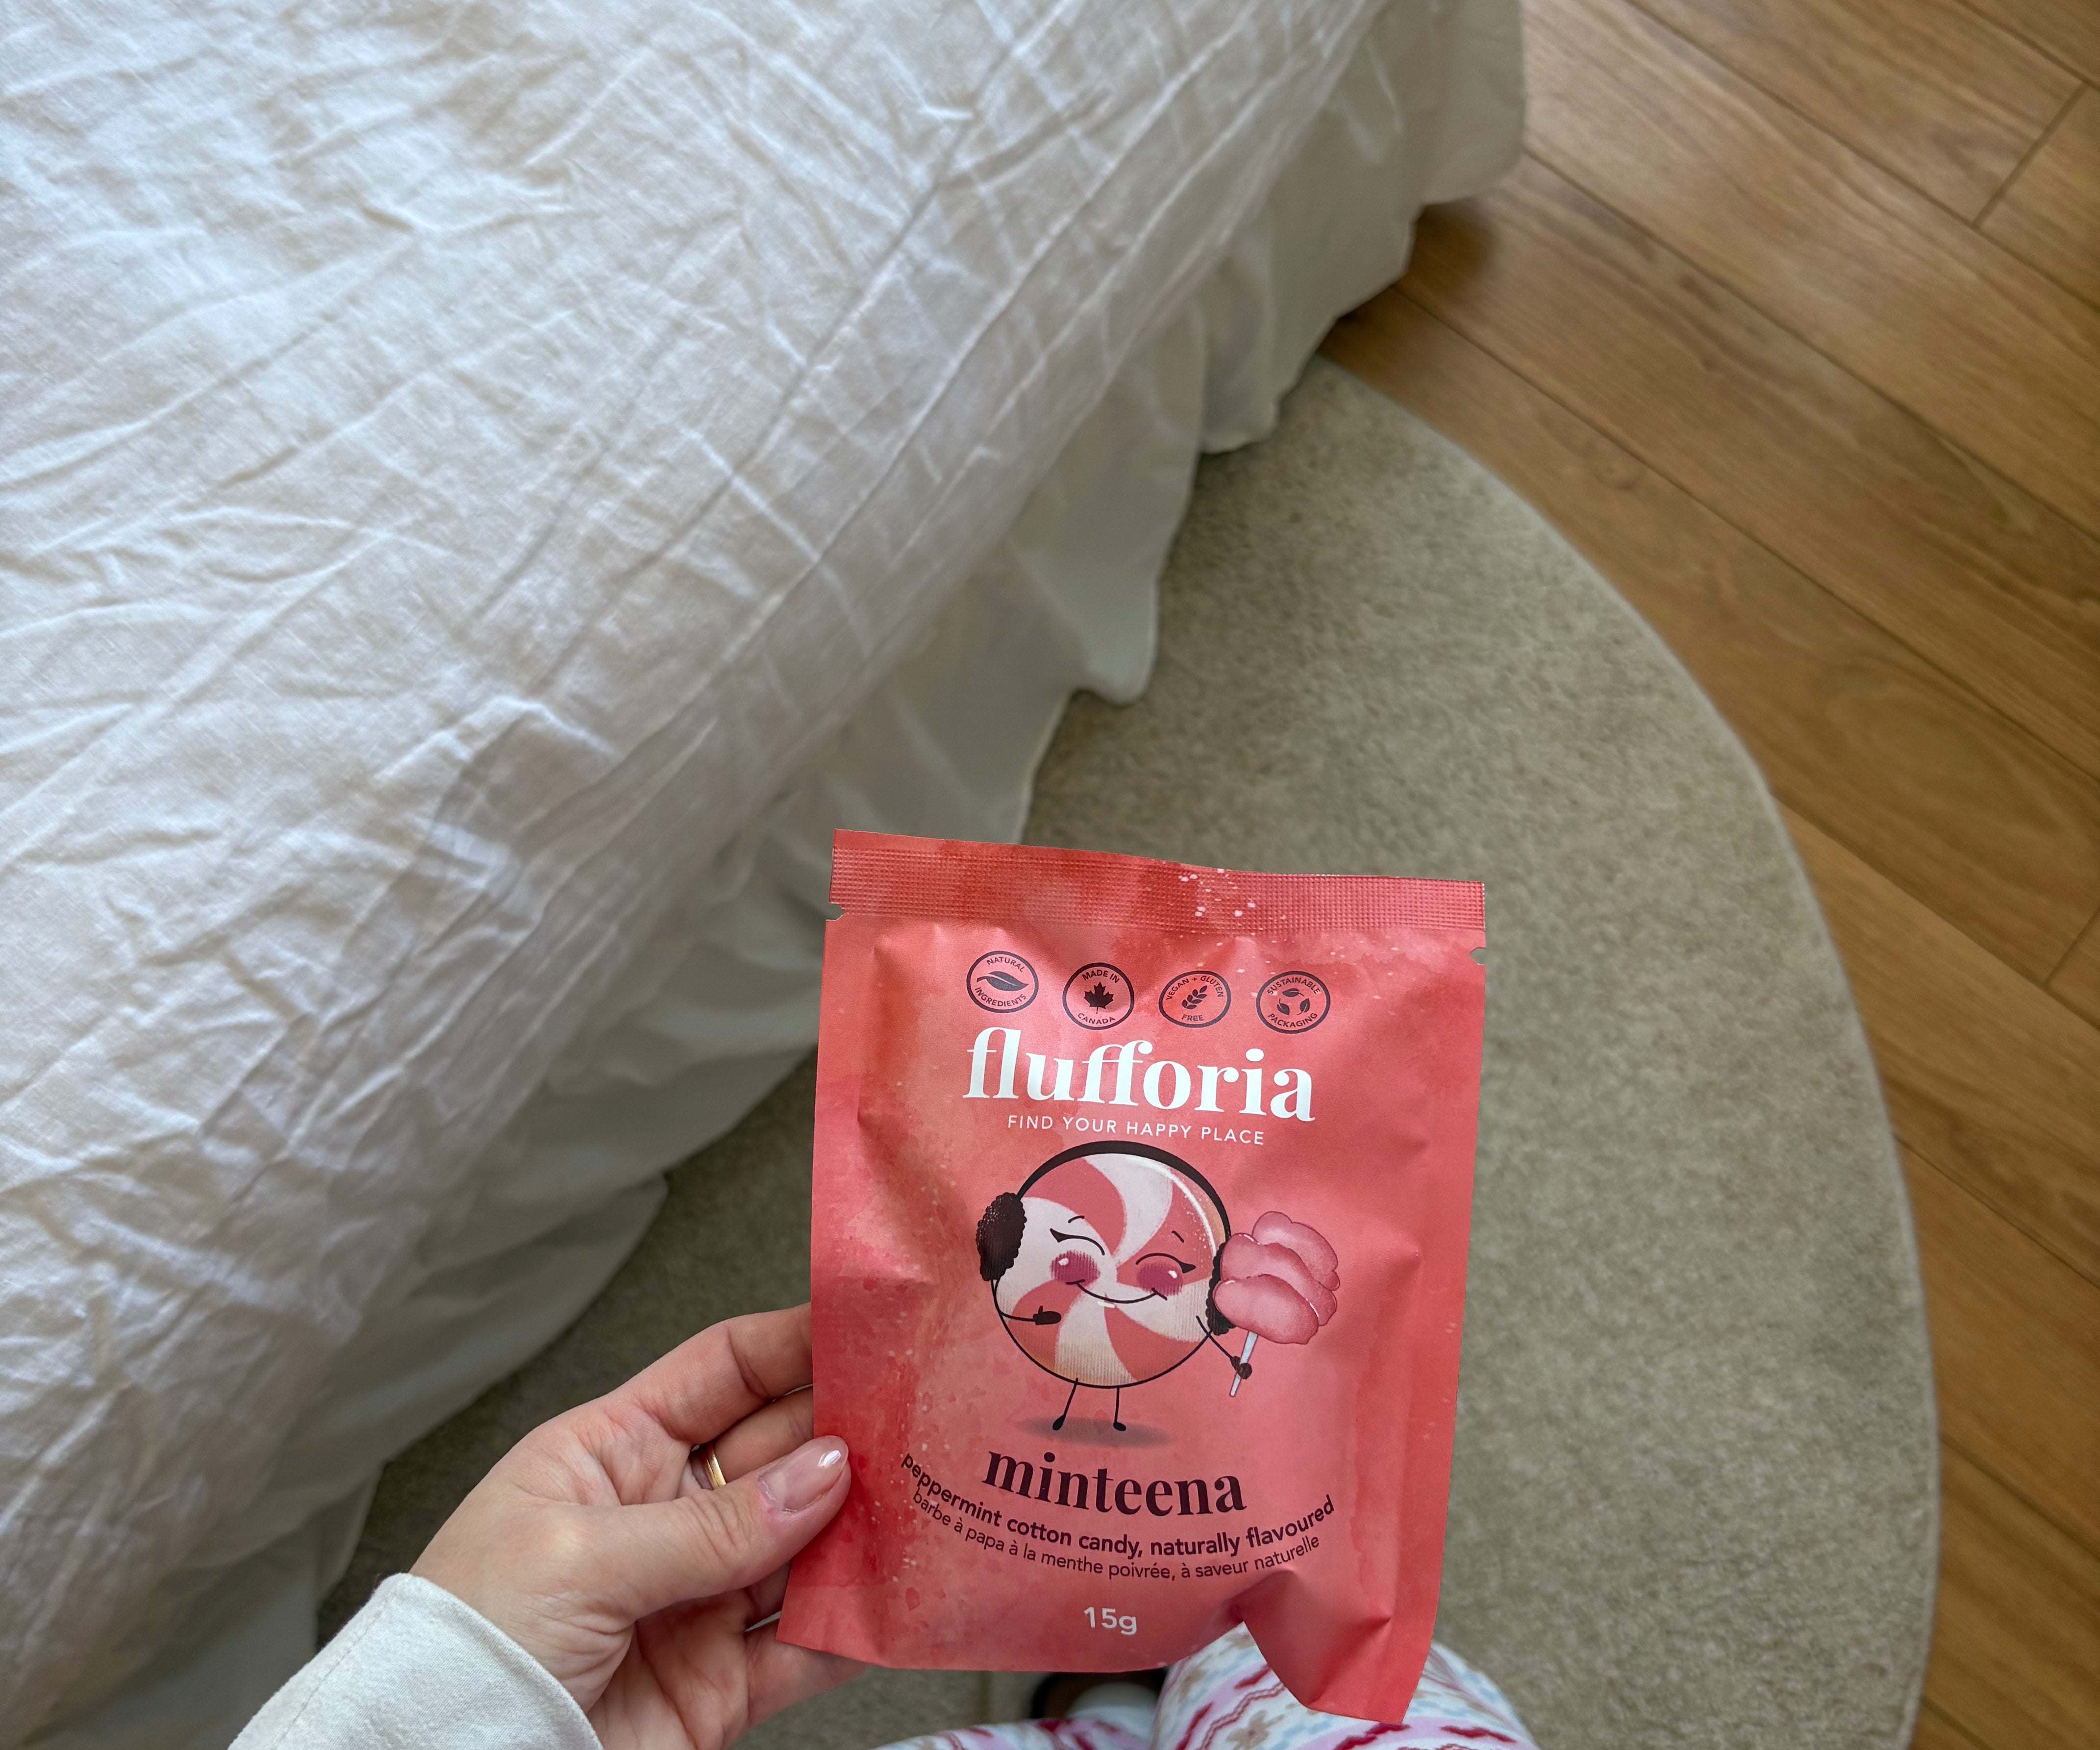 NATURAL INGREDIENTS
MADE IN CANADA
VEGAN + GLUTEN FREE
SUSTAINABLE PACKAGING
flufforia
FIND YOUR HAPPY PLACE
minteena
peppermint cotton candy, naturally flavoured
barbe à papa à la menthe poivrée, à saveur naturelle
15g